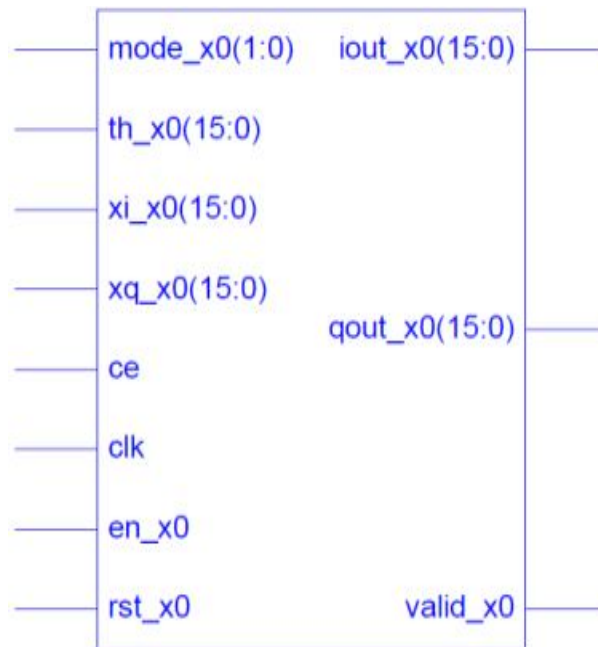 mode_x0(1:0) iout_x0(15:0)
th_x0(15:0)
xi_x0(15:0)
xq_x0(15:0)
qout_x0(15:0)
ce
clk
en_x0
rst_x0 valid_x0